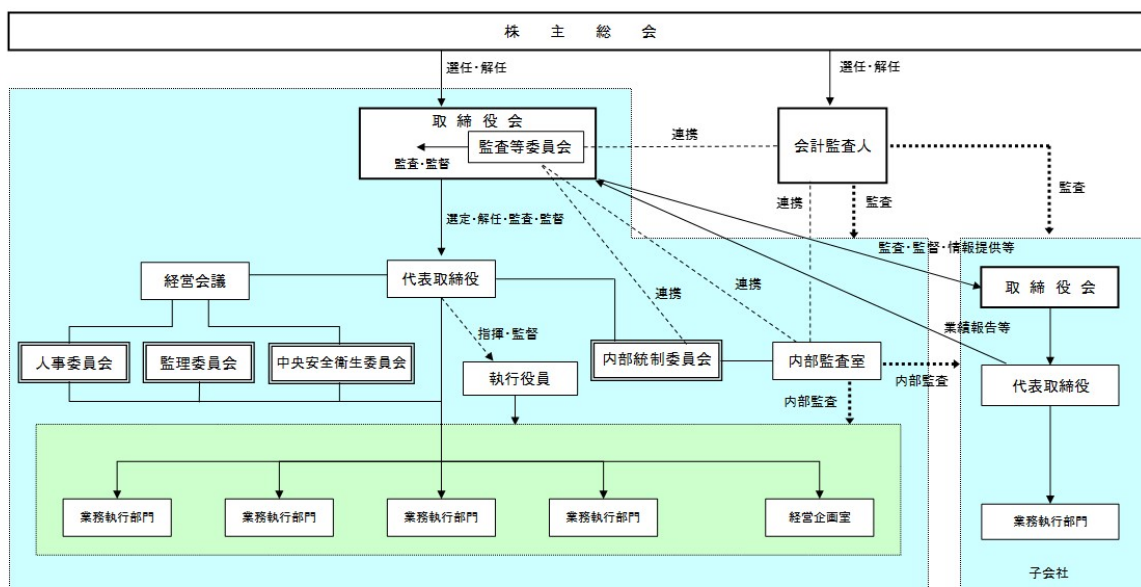 株主総会
選任・解任
選任・解任
取締役会
監査等委員会
監査・監督
連携
会計監査人
監査
連携
監査
選定・解任・監査・監督
監査・監督・情報提供等
経営会議
代表取締役
連携
連携
取締役会
指揮・監督
業績報告等
人事委員会
監理委員会
中央安全衛生委員会
内部統制委員会
内部監査室
執行役員
内部監査
代表取締役
内部監査
業務執行部門
業務執行部門
業務執行部門
業務執行部門
経営企画室
業務執行部門
子会社